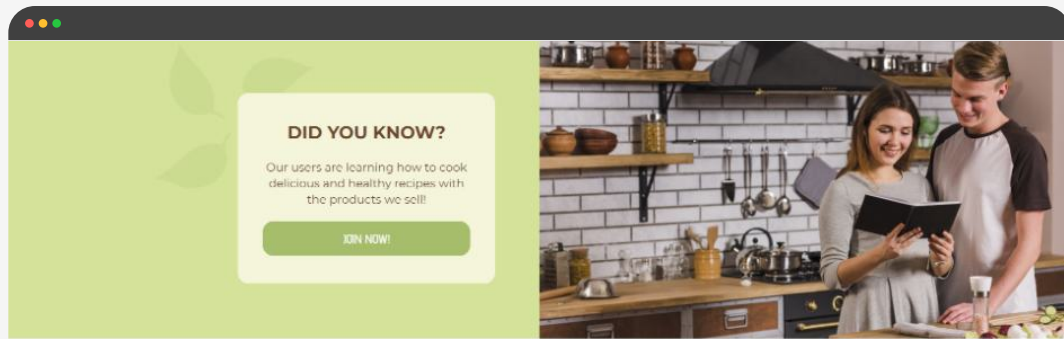 DID YOU KNOW?
Our users are learning how to cook
delicious and healthy recipes with
the products we sell!
JOIN NOW!